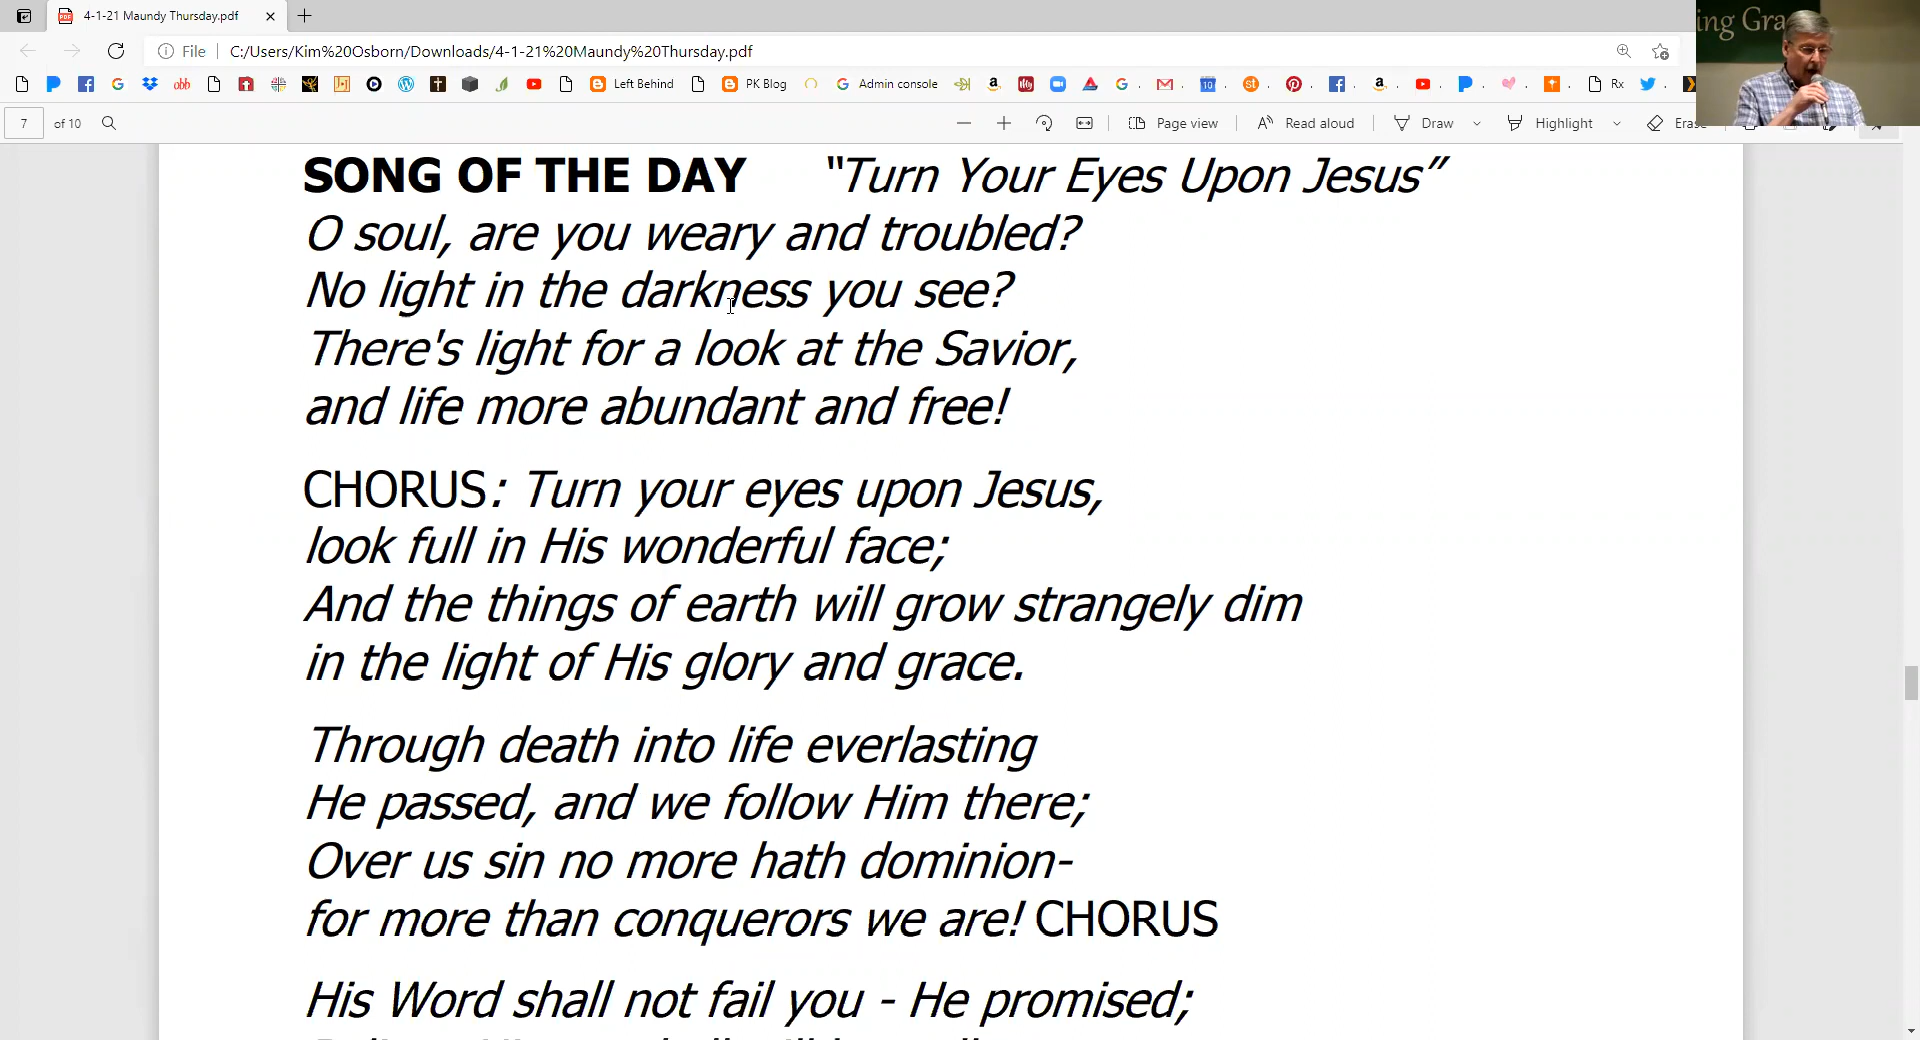 4-1-21 Maundy Thursday.pdf
File
C:/Users/Kim%20Osborn/Downloads/4-1-21%20Maundy%20Thursday.pdf
Left Behind
PK Blog
Admin console
Rx
7 of 10
Page view
Read aloud
Draw
Highlight
ing Gra
SONG OF THE DAY “Turn Your Eyes Upon Jesus”
O soul, are you weary and troubled?
No light in the darkness you see?
There's light for a look at the Savior,
and life more abundant and free!
CHORUS: Turn your eyes upon Jesus,
look full in His wonderful face;
And the things of earth will grow strangely dim
in the light of His glory and grace.
Through death into life everlasting
He passed, and we follow Him there;
Over us sin no more hath dominion-
for more than conquerors we are! CHORUS
His Word shall not fail you - He promised;